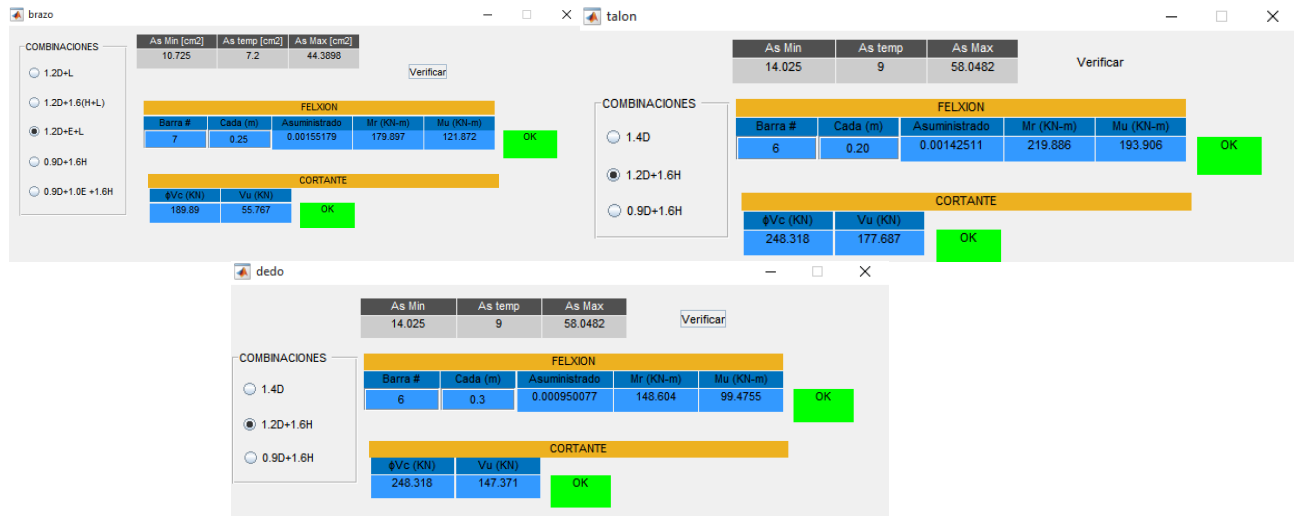 brazo
COMBINACIONES
1.2D+L
1.2D+1.6(H+L)
1.2D+E+L
0.9D+1.6H
0.9D+1.0E +1.6H
As Min [cm2] As temp [cm2] As Max [cm2]
10.725 7.2 44.3898
Verificar
FELXION
Barra # Cada (m) Asuministrado Mr (KN-m) Mu (KN-m)
7 0.25 0.00155179 179.897 121.872
OK
CORTANTE
ϕVc (KN) Vu (KN)
189.89 55.767
OK
talon
As Min As temp As Max
14.025 9 58.0482
Verificar
COMBINACIONES
1.4D
1.2D+1.6H
0.9D+1.6H
FELXION
Barra # Cada (m) Asuministrado Mr (KN-m) Mu (KN-m)
6 0.20 0.00142511 219.886 193.906
OK
CORTANTE
ϕVc (KN) Vu (KN)
248.318 177.687
OK
dedo
As Min As temp As Max
14.025 9 58.0482
Verificar
COMBINACIONES
1.4D
1.2D+1.6H
0.9D+1.6H
FELXION
Barra # Cada (m) Asuministrado Mr (KN-m) Mu (KN-m)
6 0.3 0.000950077 148.604 99.4755
OK
CORTANTE
ϕVc (KN) Vu (KN)
248.318 147.371
OK